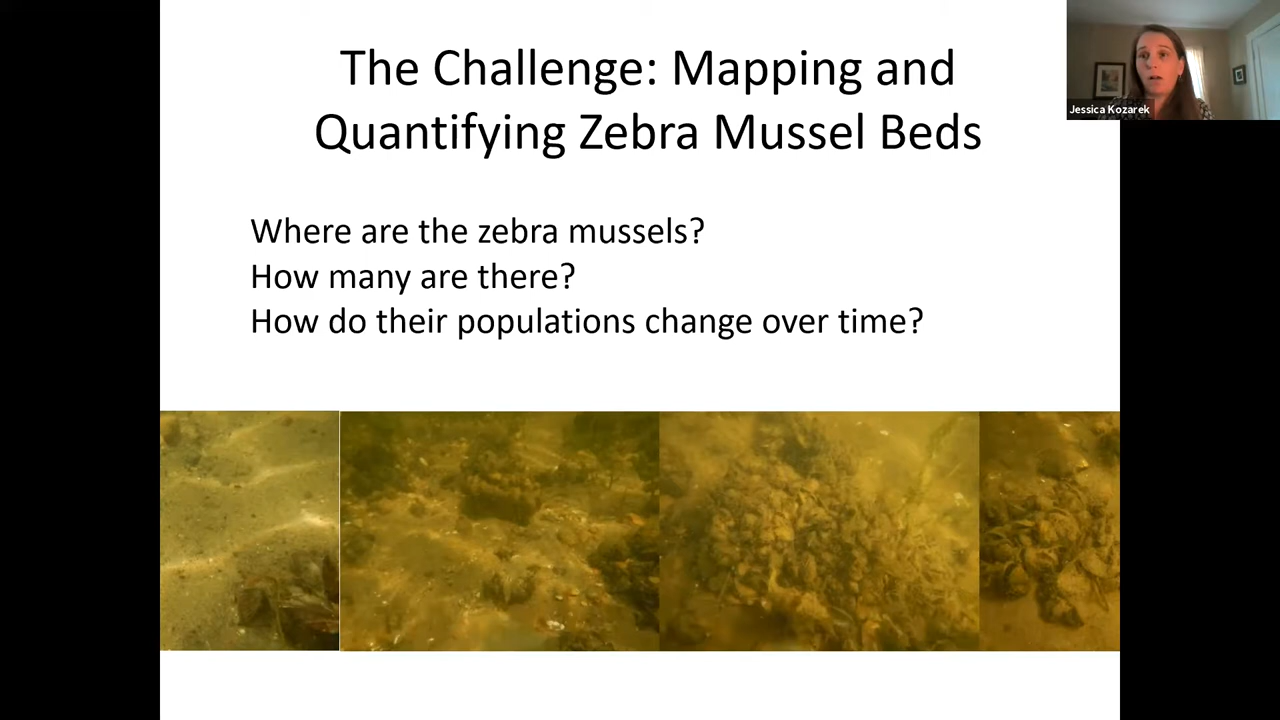 The Challenge: Mapping and
Quantifying Zebra Mussel Beds
Jessica Kozarek
Where are the zebra mussels?
How many are there?
How do their populations change over time?